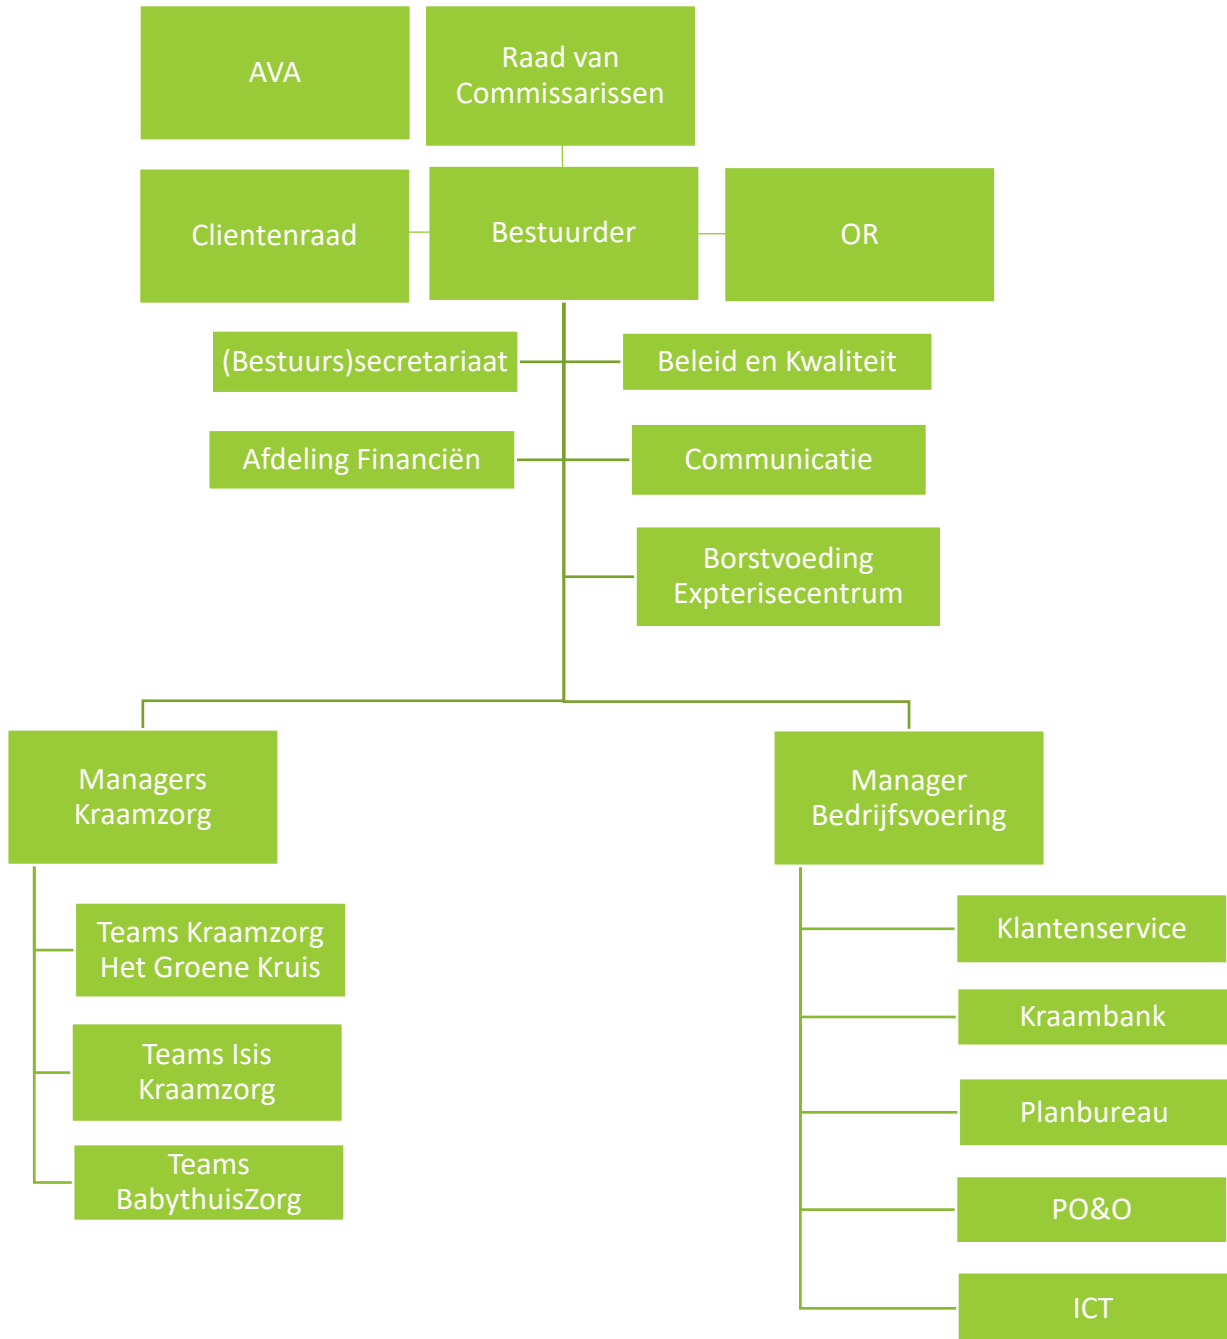 AVA
Raad van
Commissarissen
Clientenraad
Bestuurder
OR
(Bestuurs)secretariaat
Beleid en Kwaliteit
Afdeling Financiën
Communicatie
Borstvoeding
Expterisecentrum
Managers
Kraamzorg
Manager
Bedrijfsvoering
Teams Kraamzorg
Het Groene Kruis
Teams Isis
Kraamzorg
Teams
BabythuisZorg
Klantenservice
Kraambank
Planbureau
PO&O
ICT